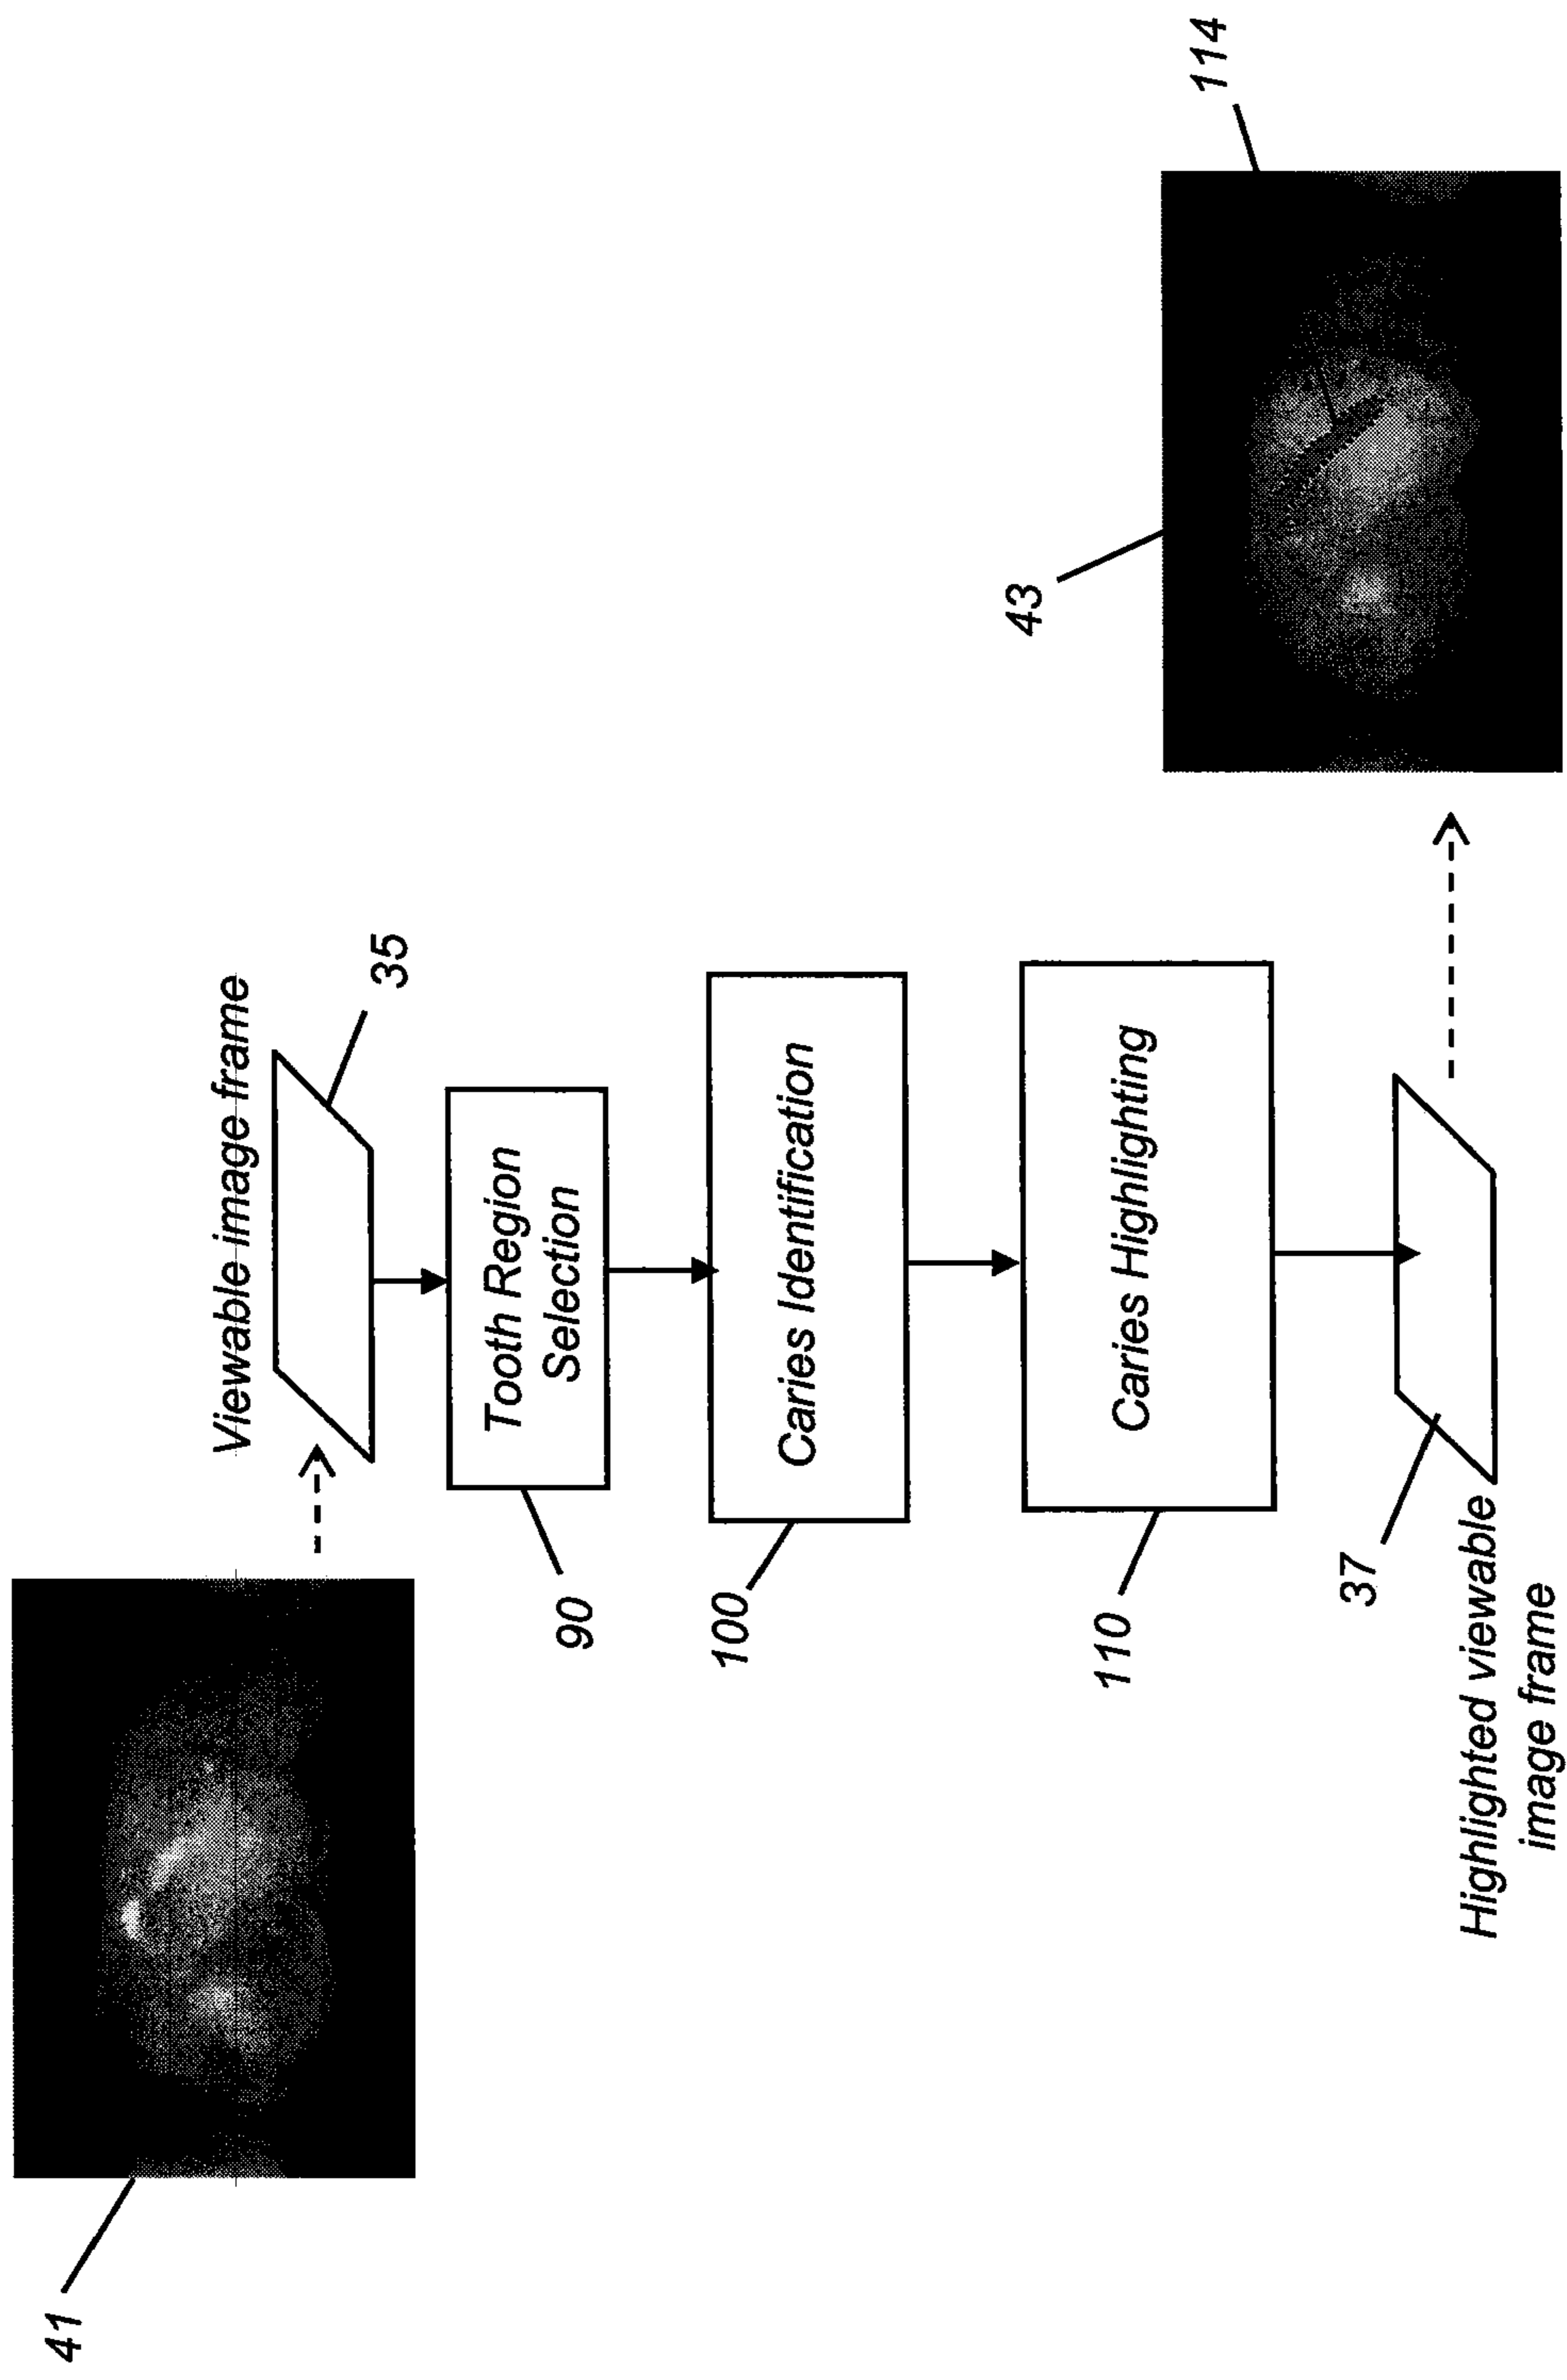 41
Viewable image frame
35
Tooth Region
Selection
90
Caries Identification
100
Caries Highlighting
110
37
Highlighted viewable
image frame
43
114